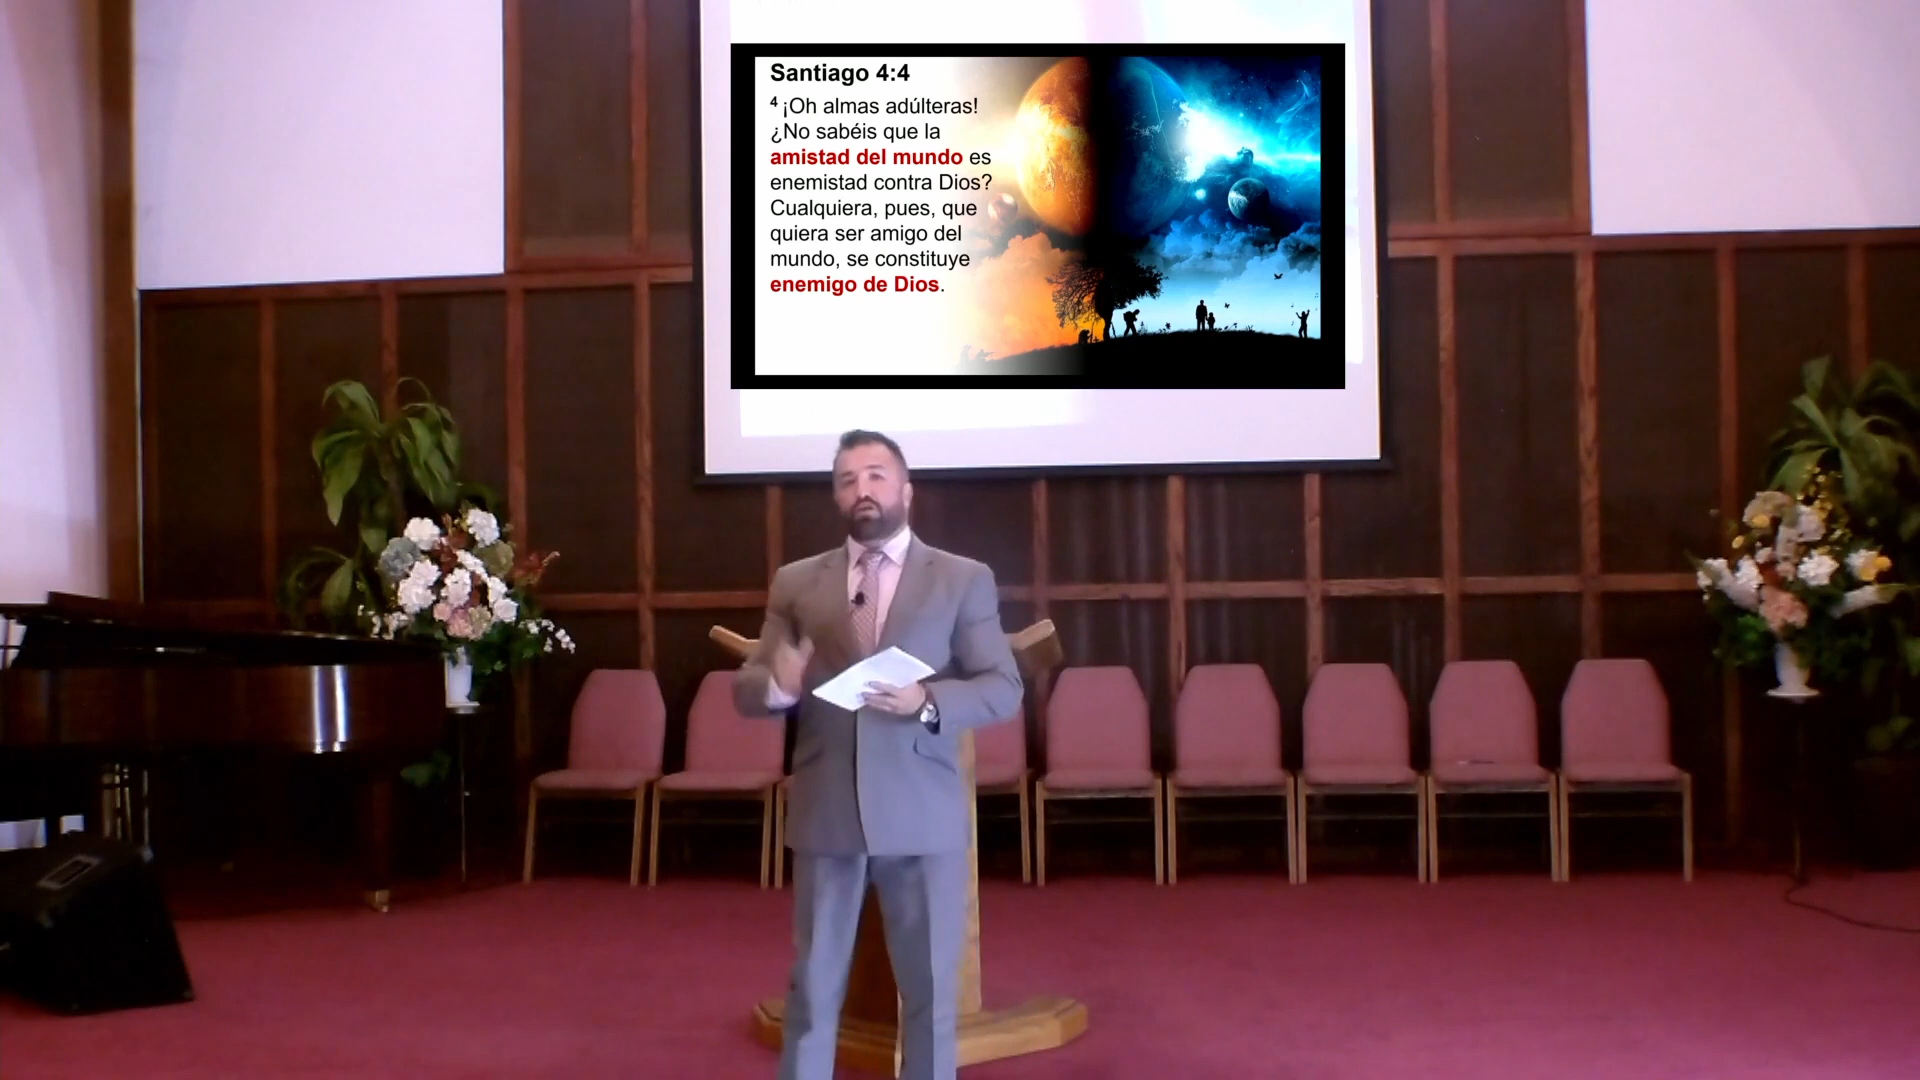 Santiago 4:4
4 ¡Oh almas adúlteras!
¿No sabéis que la
amistad del mundo es
enemistad contra Dios?
Cualquiera, pues, que
quiera ser amigo del
mundo, se constituye
enemigo de Dios.